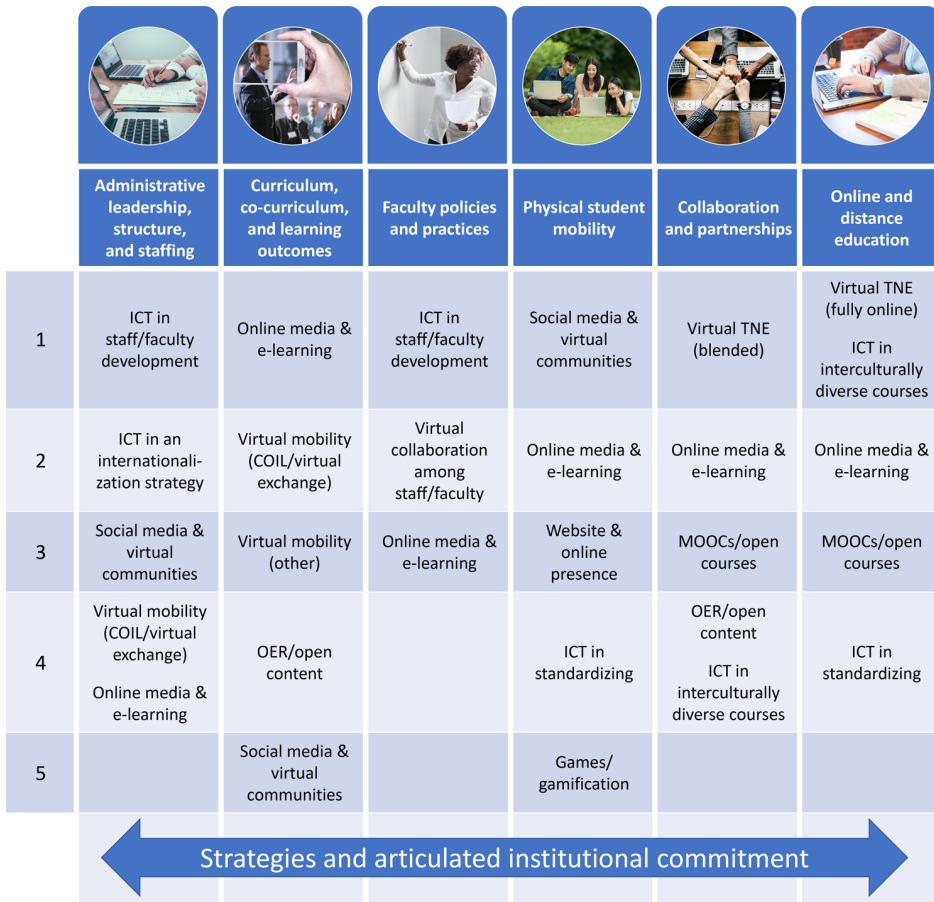 Administrative
leadership,
structure,
and staffing
Curriculum,
co-curriculum,
and learning
outcomes
Faculty policies
and practices
Physical student
mobility
Collaboration
and partnerships
Online and
distance
education
1
ICT in
staff/faculty
development
Online media &
e-learning
ICT in
staff/faculty
development
Social media &
virtual
communities
Virtual TNE
(blended)
Virtual TNE
(fully online)
ICT in
interculturally
diverse courses
2
ICT in an
internationali-
zation strategy
Virtual mobility
(COIL/virtual
exchange)
Virtual
collaboration
among
staff/faculty
Online media &
e-learning
Online media &
e-learning
Online media &
e-learning
3
Social media &
virtual
communities
Virtual mobility
(other)
Online media &
e-learning
Website &
online
presence
MOOCs/open
courses
MOOCs/open
courses
4
Virtual mobility
(COIL/virtual
exchange)
Online media &
e-learning
OER/open
content
ICT in
standardizing
OER/open
content
ICT in
interculturally
diverse courses
ICT in
standardizing
5
Social media &
virtual
communities
Games/
gamification
Strategies and articulated institutional commitment